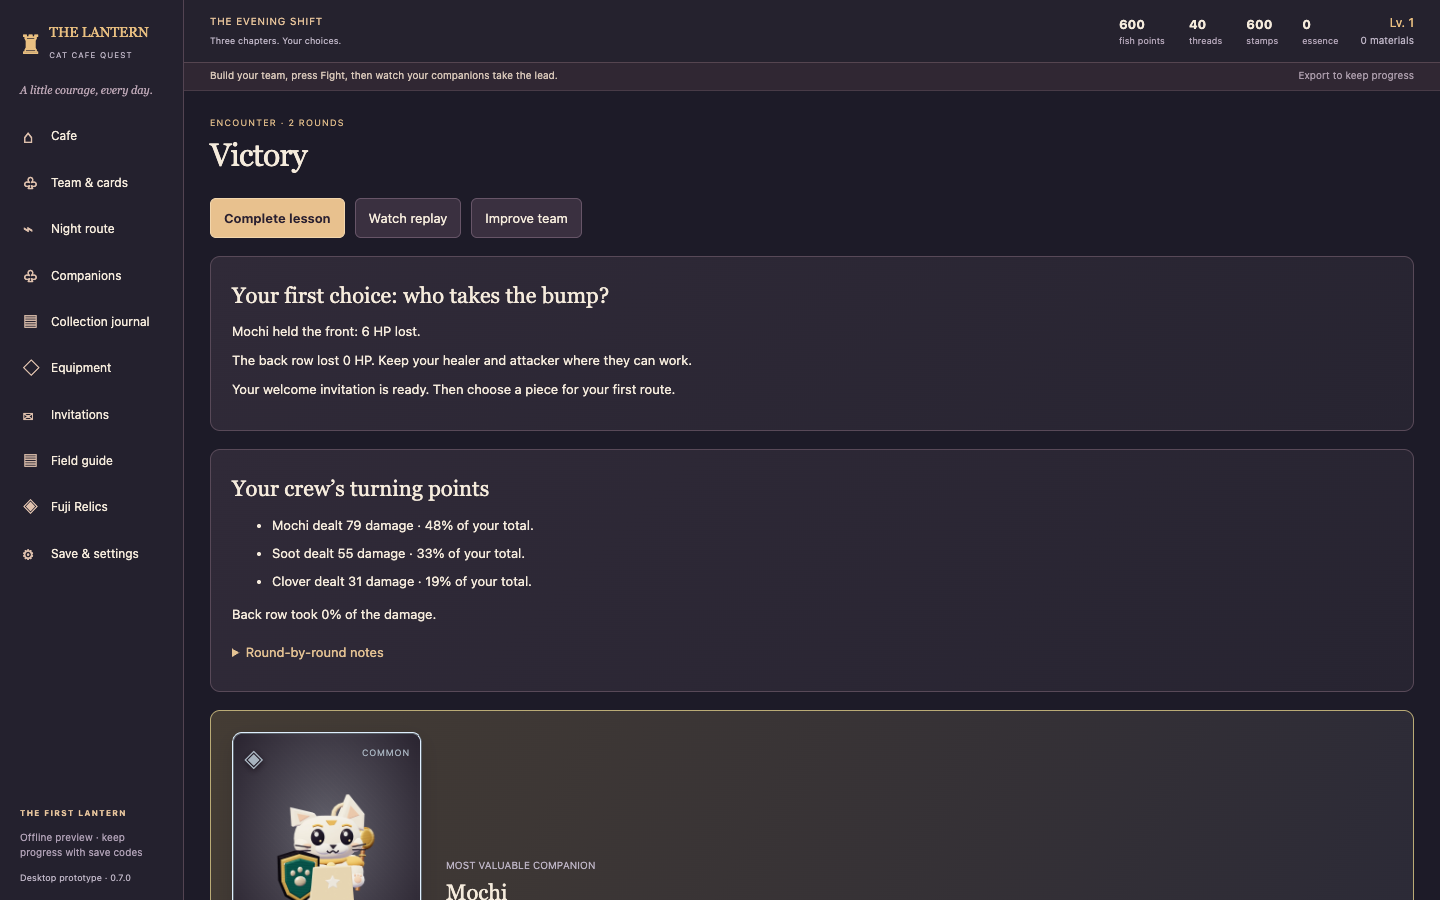 THE LANTERN
CAT CAFE QUEST
A little courage, every day.
Cafe
Team & cards
Night route
Companions
Collection journal
Equipment
Invitations
Field guide
Fuji Relics
Save & settings
THE FIRST LANTERN
Offline preview · keep
progress with save codes
Desktop prototype · 0.7.0
THE EVENING SHIFT
Three chapters. Your choices.
600
fish points
40
threads
600
stamps
0
essence
Lv. 1
0 materials
Build your team, press Fight, then watch your companions take the lead.
Export to keep progress
ENCOUNTER · 2 ROUNDS
Victory
Complete lesson
Watch replay
Improve team
Your first choice: who takes the bump?
Mochi held the front: 6 HP lost.
The back row lost 0 HP. Keep your healer and attacker where they can work.
Your welcome invitation is ready. Then choose a piece for your first route.
Your crew’s turning points
• Mochi dealt 79 damage · 48% of your total.
• Soot dealt 55 damage · 33% of your total.
• Clover dealt 31 damage · 19% of your total.
Back row took 0% of the damage.
Round-by-round notes
COMMON
MOST VALUABLE COMPANION
Mochi